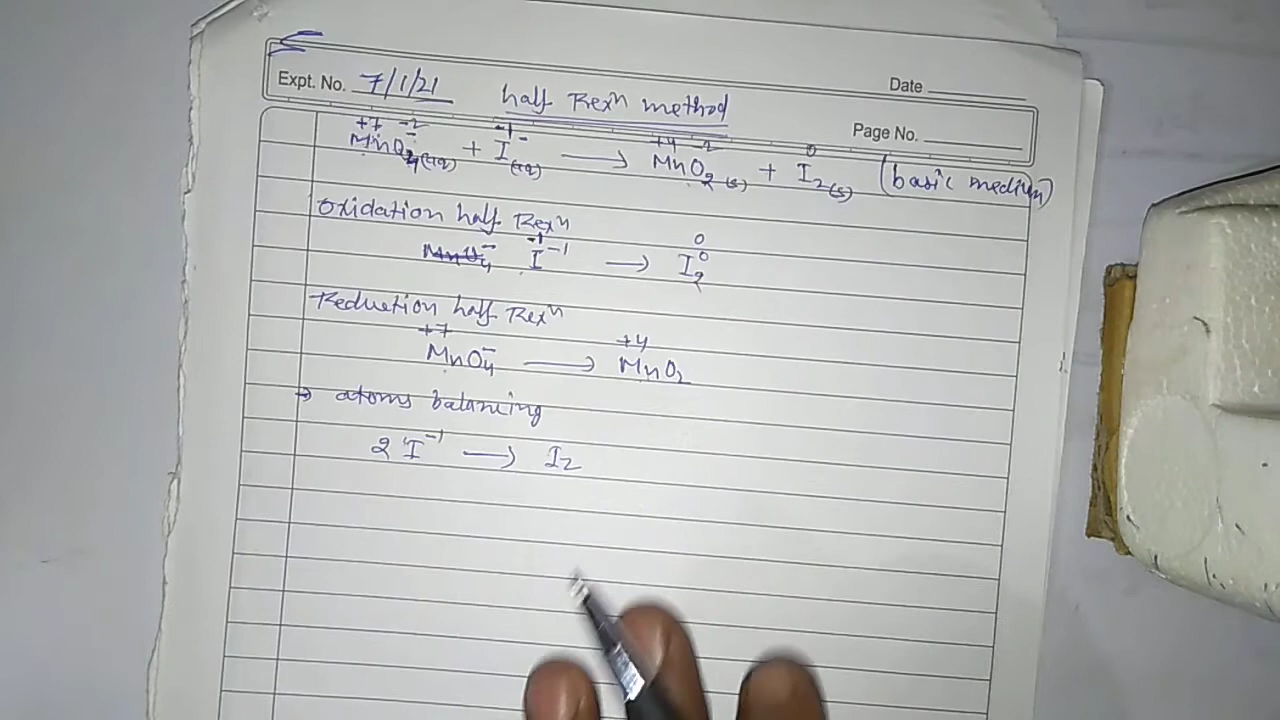 Expt. No. 7/1/21
Date
half Rexⁿ method
Page No.
+7 -2 -1 +4 -2 0
MnO₄⁻(aq) + I⁻(aq) ⟶ MnO₂(s) + I₂(s) (basic medium)
Oxidation half Rexⁿ
-1 0
I⁻¹ ⟶ I₂⁰
Reduction half Rexⁿ
+7 +4
MnO₄⁻ ⟶ MnO₂
→ atoms balancing
2 I⁻¹ ⟶ I₂